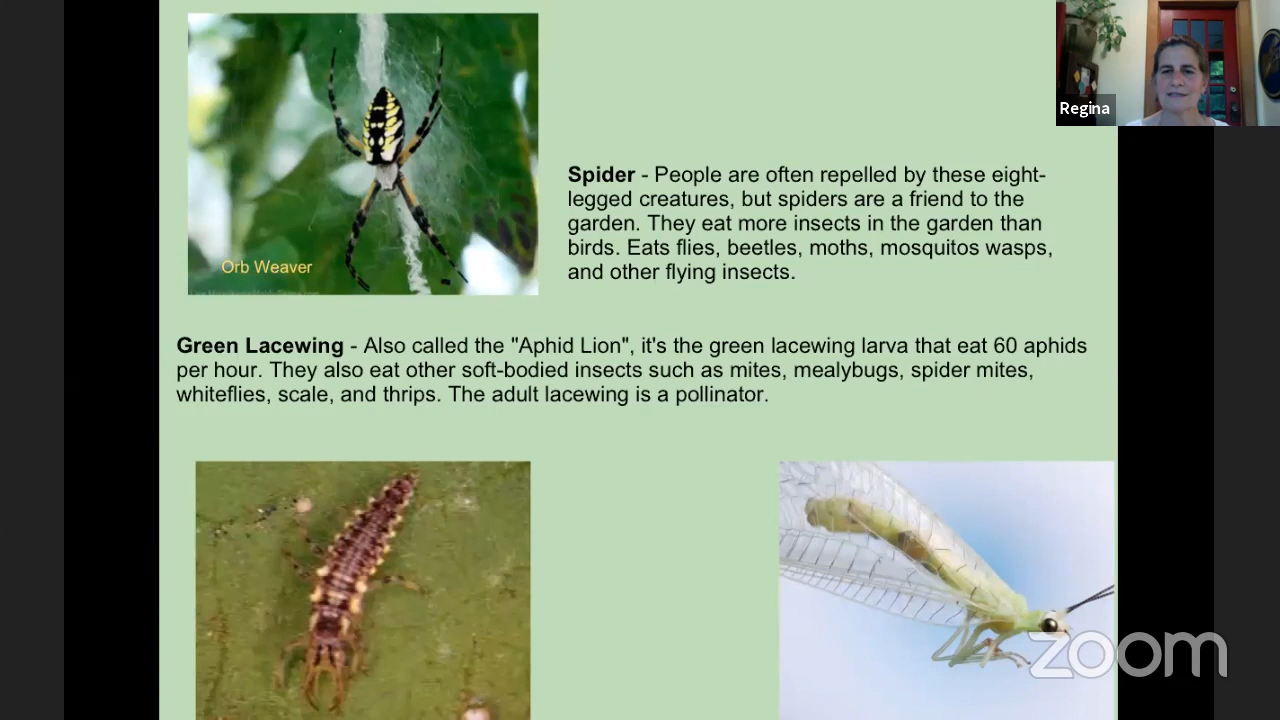 Regina
Spider - People are often repelled by these eight-
legged creatures, but spiders are a friend to the
garden. They eat more insects in the garden than
birds. Eats flies, beetles, moths, mosquitos wasps,
and other flying insects.
Orb Weaver
Green Lacewing - Also called the "Aphid Lion", it's the green lacewing larva that eat 60 aphids
per hour. They also eat other soft-bodied insects such as mites, mealybugs, spider mites,
whiteflies, scale, and thrips. The adult lacewing is a pollinator.
zoom